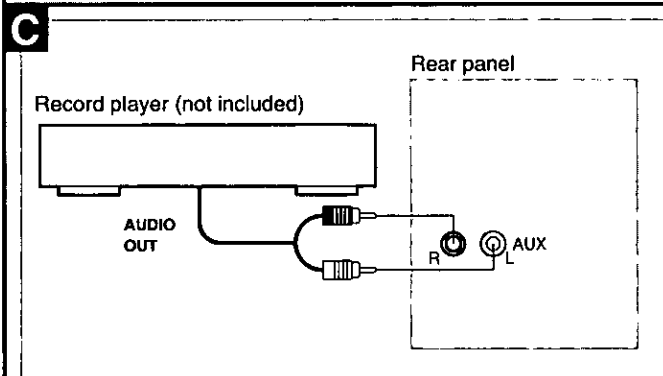 C
Rear panel
Record player (not included)
AUDIO
OUT
R
L
AUX